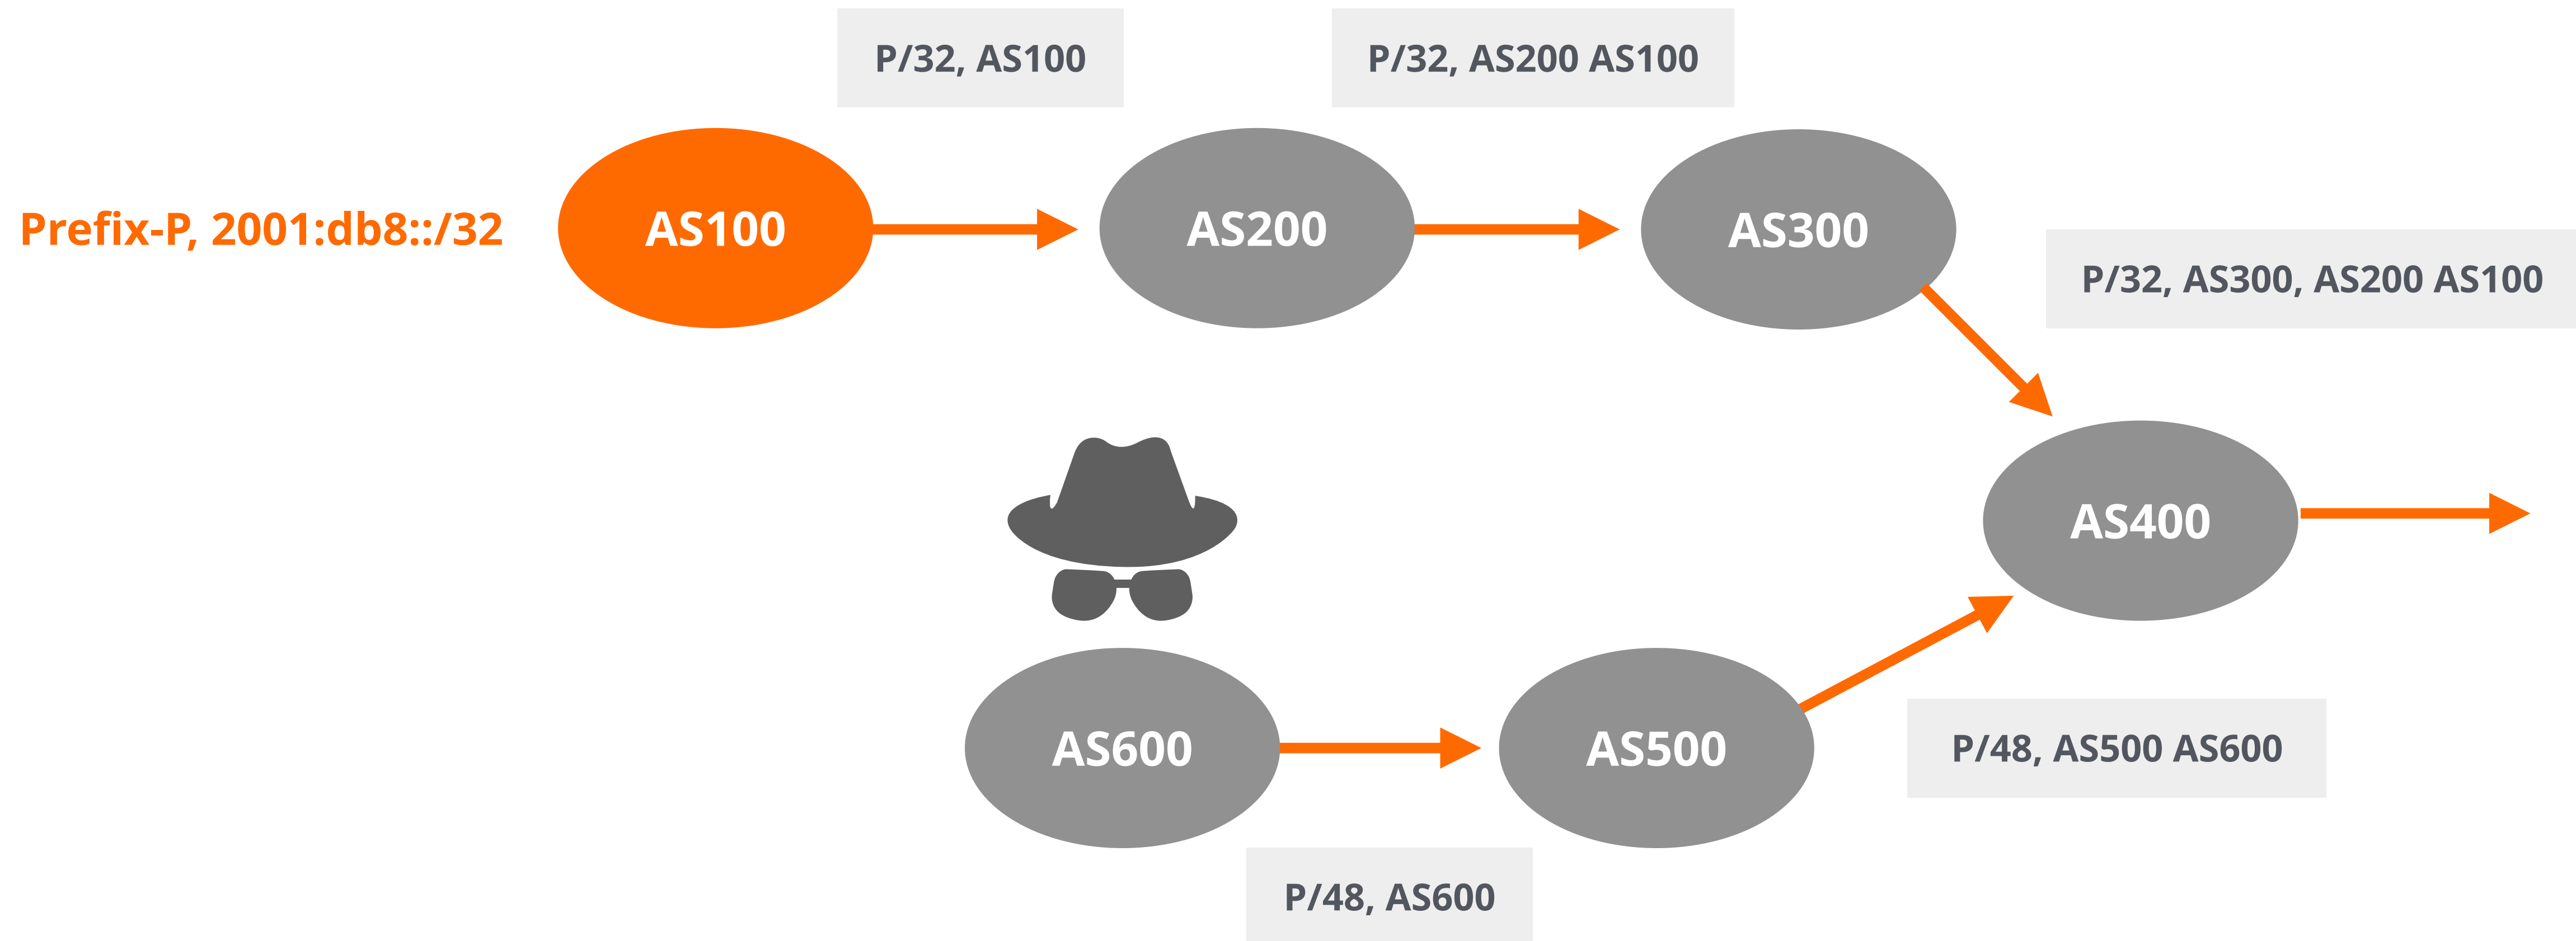 P/32, AS100
P/32, AS200 AS100
Prefix-P, 2001:db8::/32
AS100
AS200
AS300
P/32, AS300, AS200 AS100
AS400
AS600
AS500
P/48, AS500 AS600
P/48, AS600